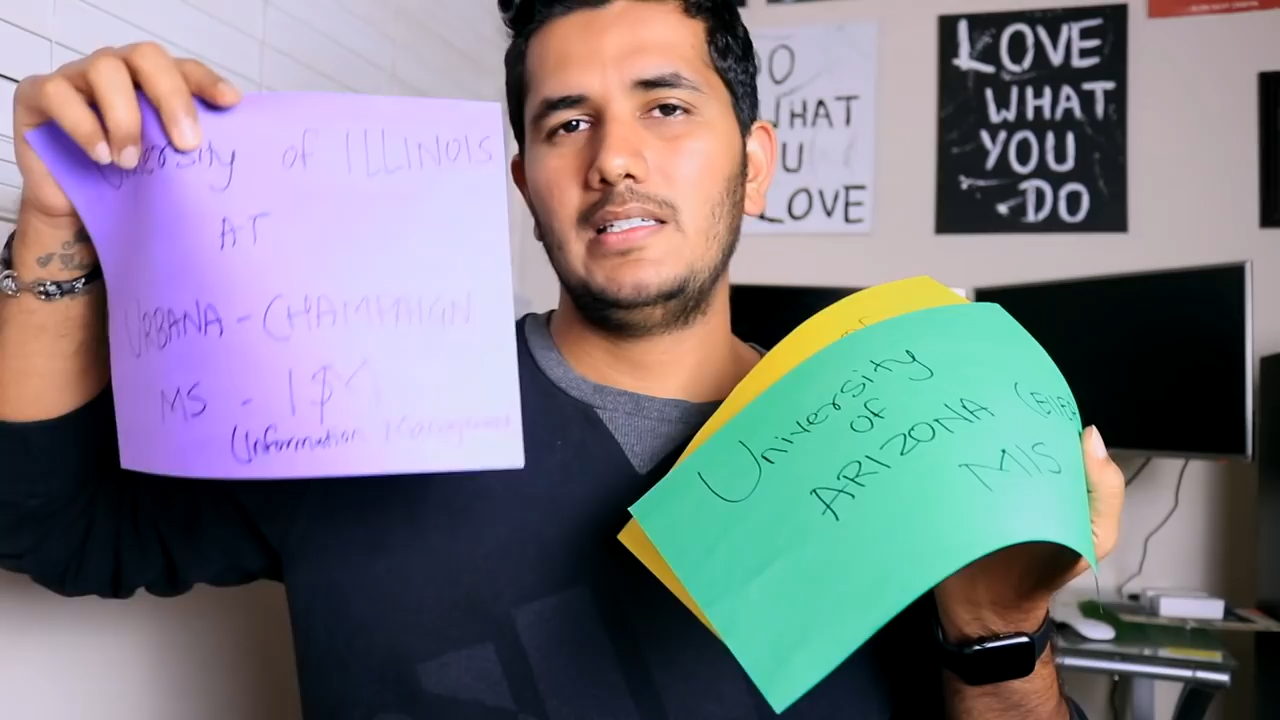 University of ILLINOIS
AT
URBANA - CHAMPAIGN
MS - IM
(Information Management
University
of
ARIZONA
MIS
OF
DO
WHAT
U
LOVE
LOVE
WHAT
YOU
DO